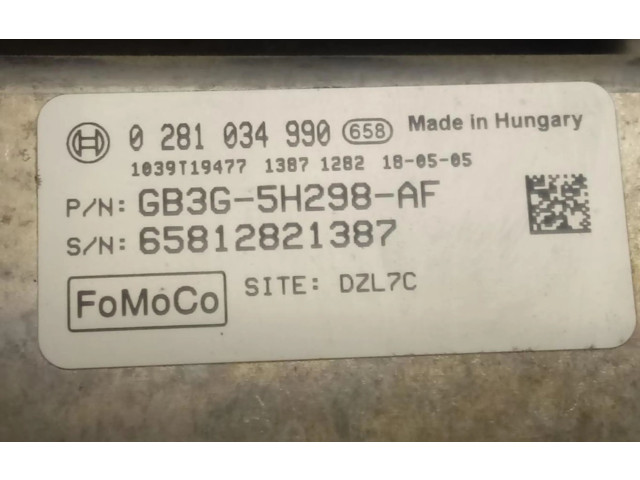 0 281 034 990 658 Made in Hungary
1039T19477 1387 1282 18-05-05
P/N: GB3G-5H298-AF
S/N: 65812821387
FoMoCo SITE: DZL7C